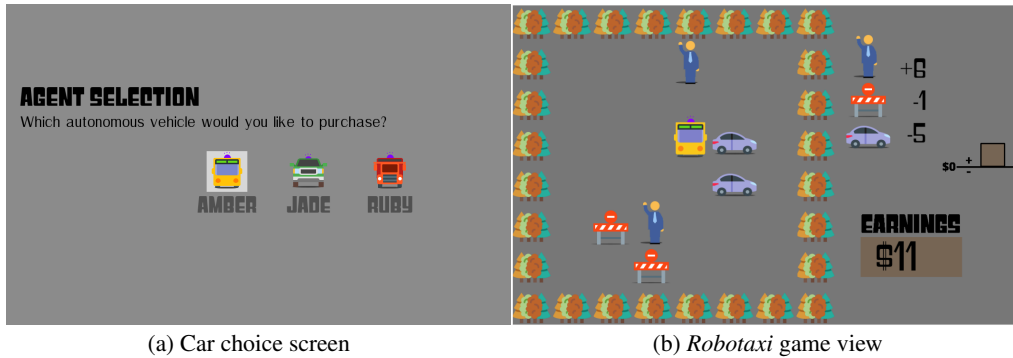 AGENT SELECTION
Which autonomous vehicle would you like to purchase?
AMBER JADE RUBY
+6
-1
-5
+
$0
-
EARNINGS
$11
(a) Car choice screen
(b) Robotaxi game view